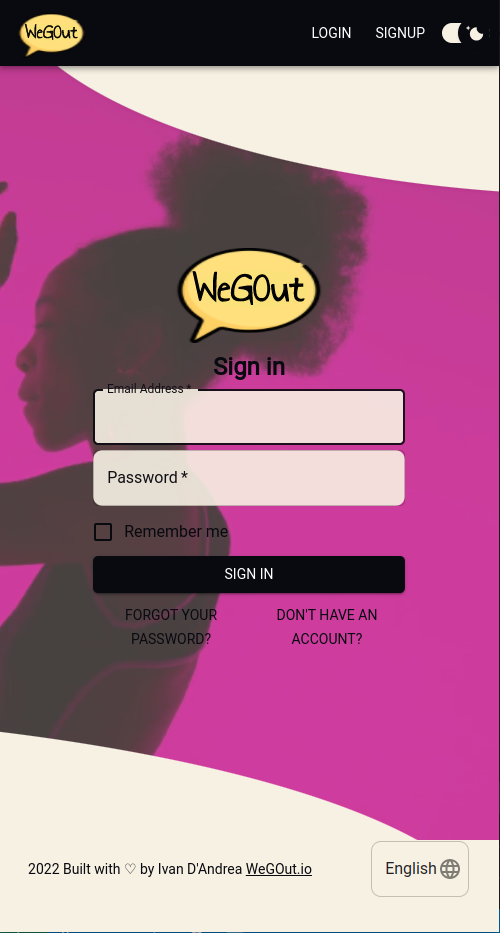 WeGOut
LOGIN SIGNUP
WeGOut
Sign in
Email Address *
Password *
Remember me
SIGN IN
FORGOT YOUR
PASSWORD?
DON'T HAVE AN
ACCOUNT?
2022 Built with ♡ by Ivan D'Andrea WeGOut.io
English